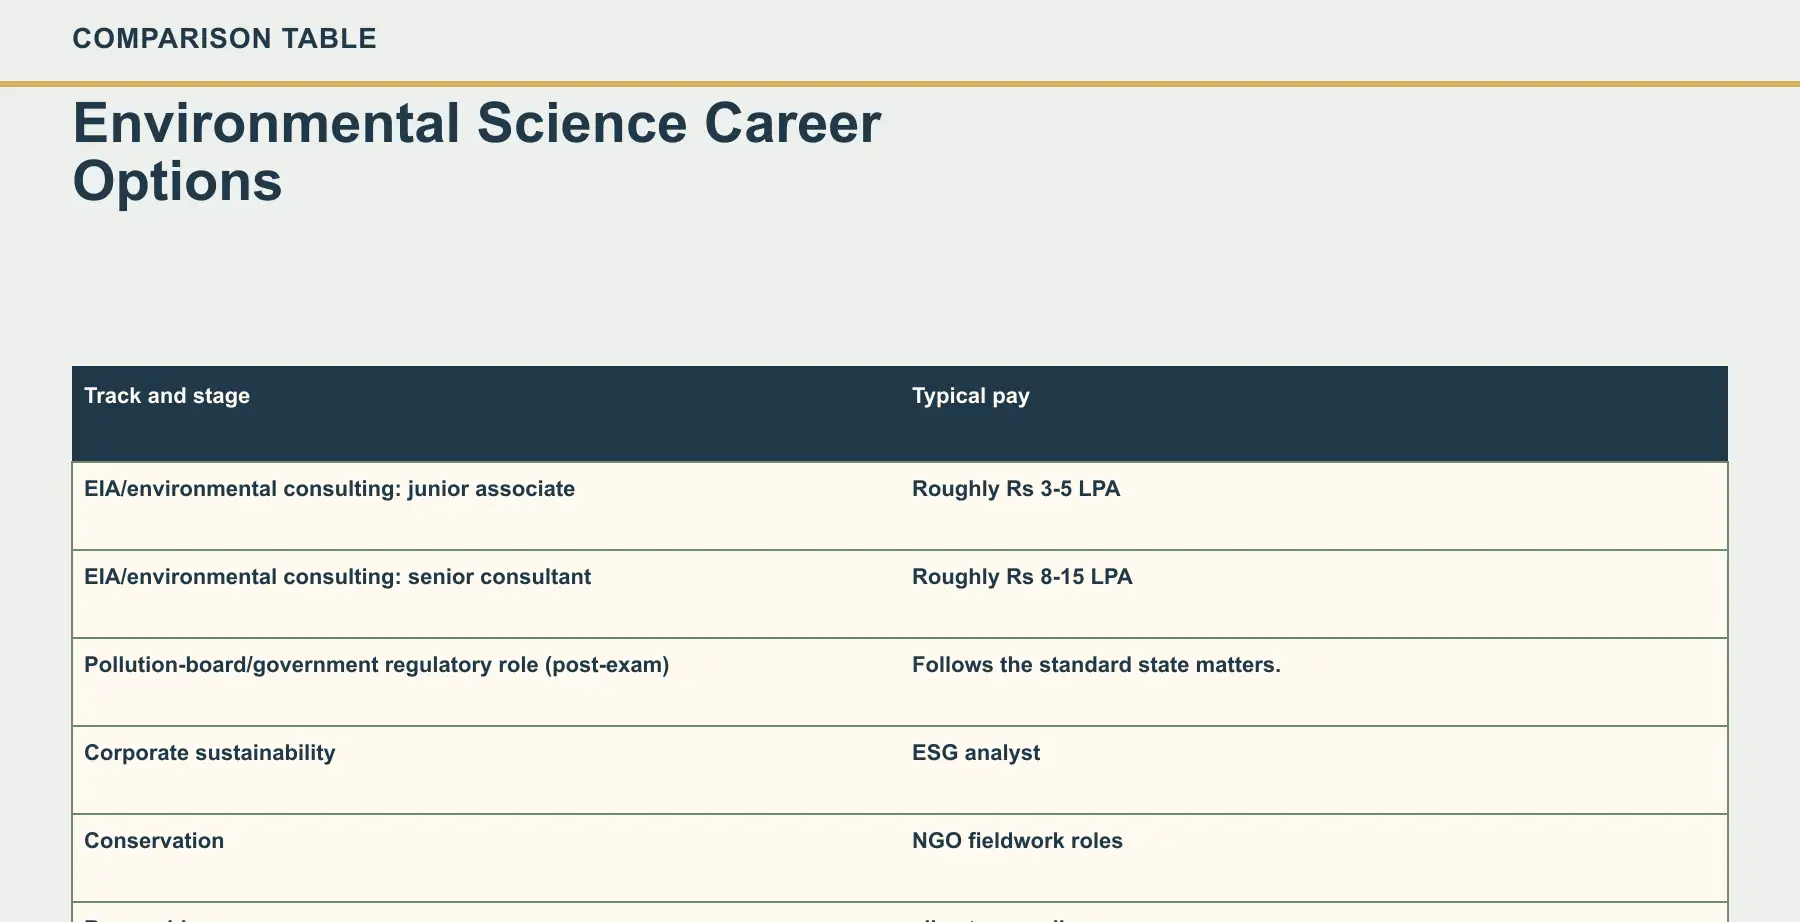 COMPARISON TABLE
Environmental Science Career
Options
Track and stage
Typical pay
EIA/environmental consulting: junior associate
Roughly Rs 3-5 LPA
EIA/environmental consulting: senior consultant
Roughly Rs 8-15 LPA
Pollution-board/government regulatory role (post-exam)
Follows the standard state matters.
Corporate sustainability
ESG analyst
Conservation
NGO fieldwork roles